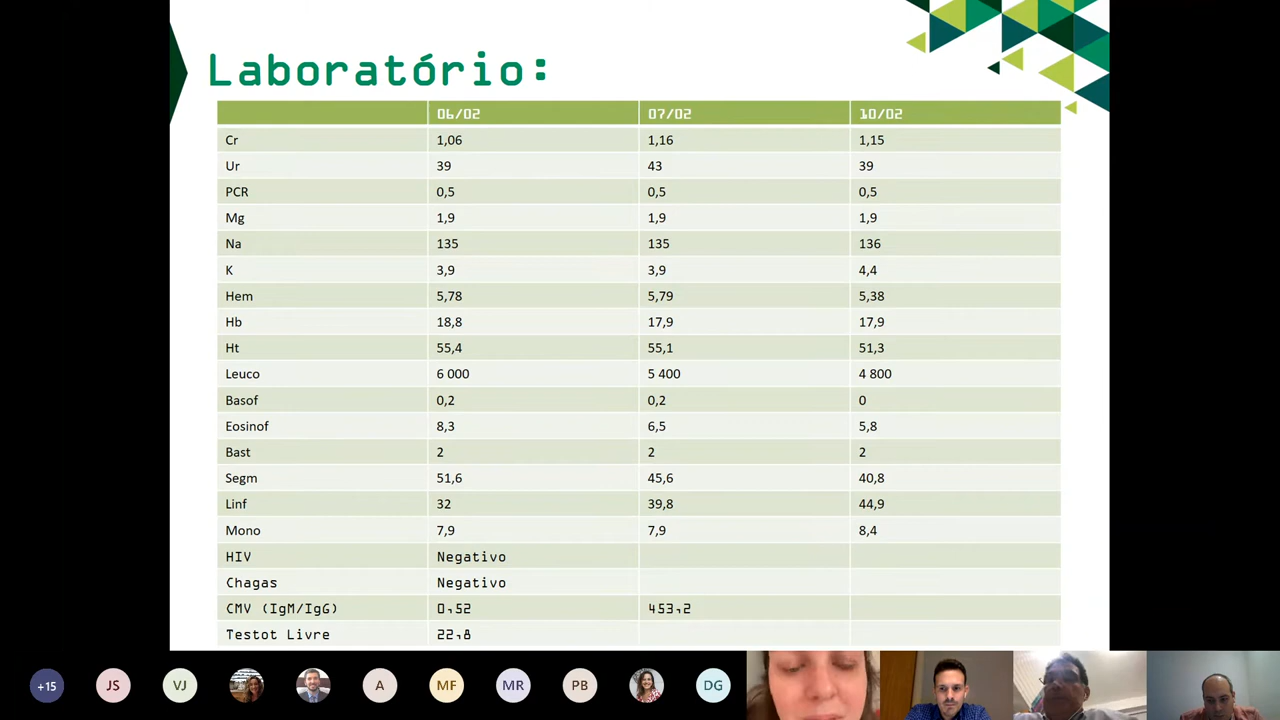 Laboratório:
06/02 07/02 10/02
Cr 1,06 1,16 1,15
Ur 39 43 39
PCR 0,5 0,5 0,5
Mg 1,9 1,9 1,9
Na 135 135 136
K 3,9 3,9 4,4
Hem 5,78 5,79 5,38
Hb 18,8 17,9 17,9
Ht 55,4 55,1 51,3
Leuco 6 000 5 400 4 800
Basof 0,2 0,2 0
Eosinof 8,3 6,5 5,8
Bast 2 2 2
Segm 51,6 45,6 40,8
Linf 32 39,8 44,9
Mono 7,9 7,9 8,4
HIV Negativo
Chagas Negativo
CMV (IgM/IgG) 0,52 453,2
Testot Livre 22,8
+15 JS VJ A MF MR PB DG